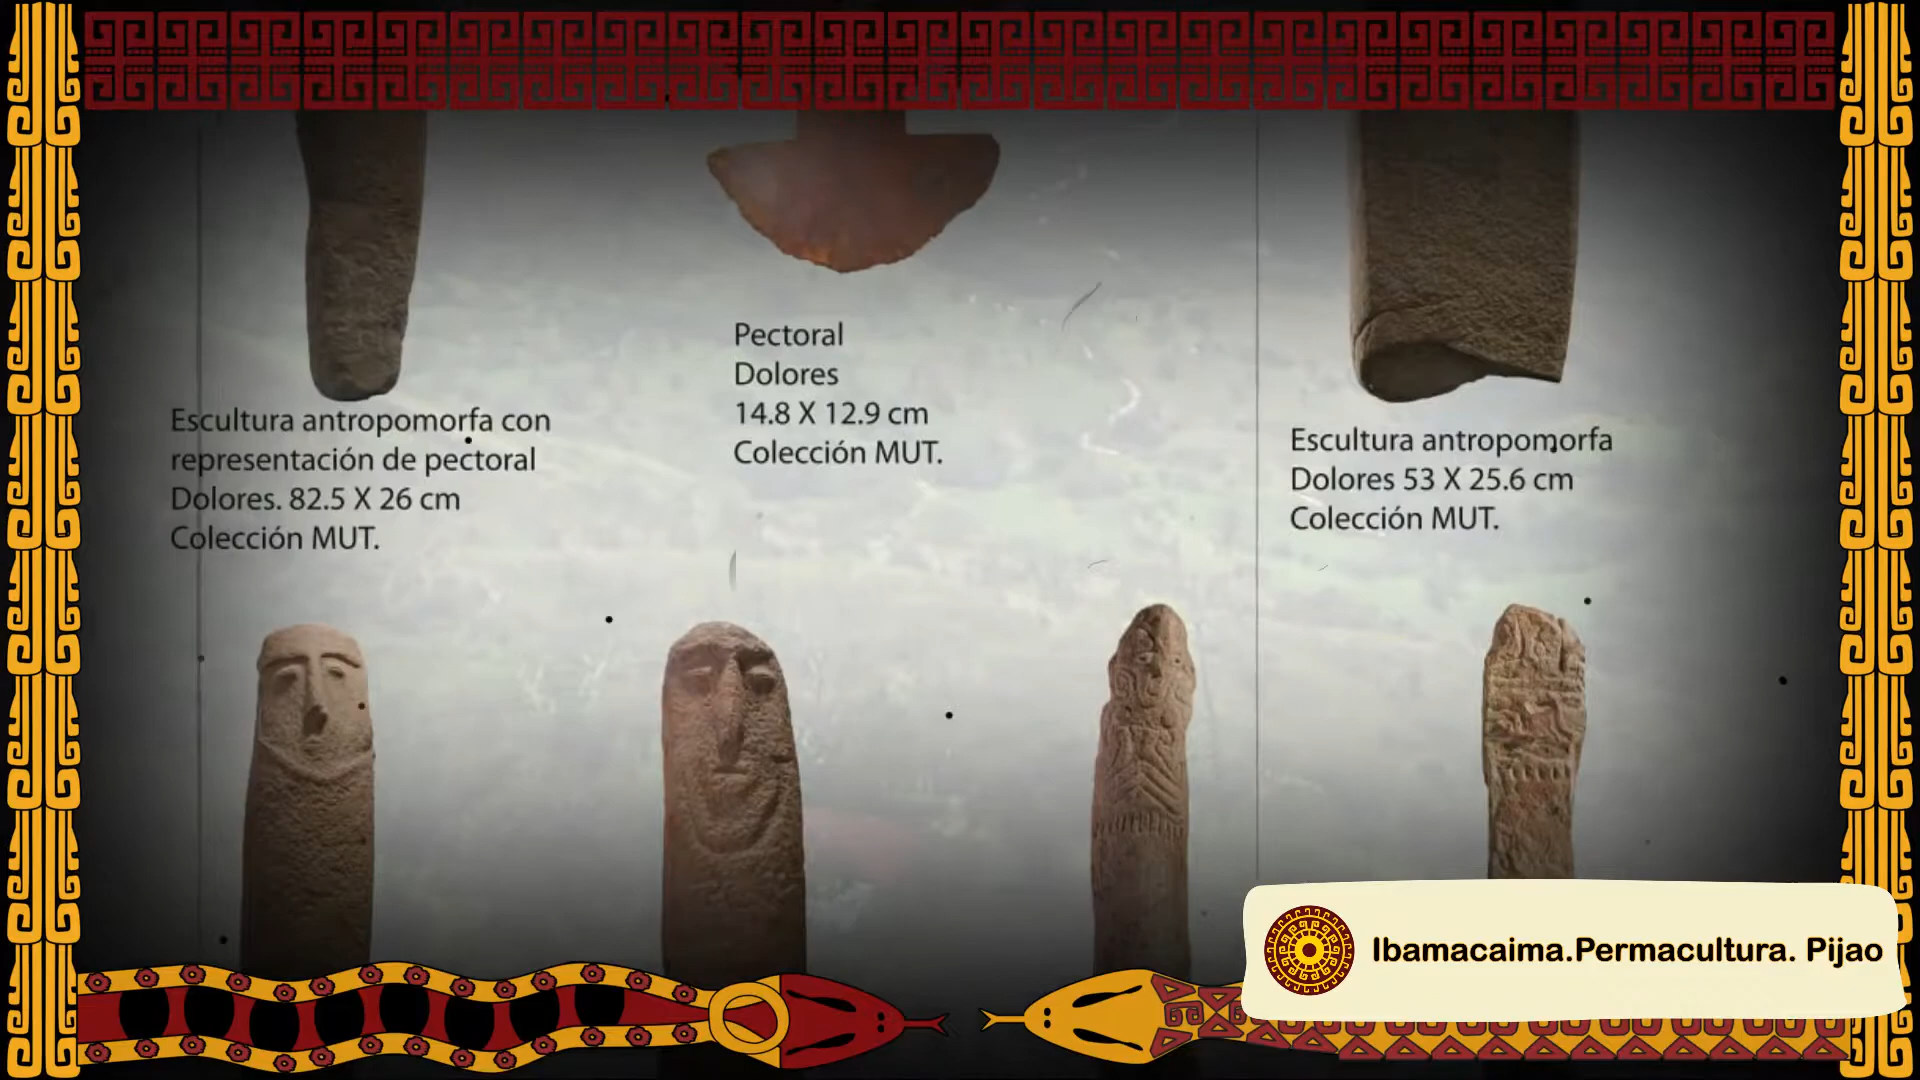 Escultura antropomorfa con
representación de pectoral
Dolores. 82.5 X 26 cm
Colección MUT.
Pectoral
Dolores
14.8 X 12.9 cm
Colección MUT.
Escultura antropomorfa
Dolores 53 X 25.6 cm
Colección MUT.
Ibamacaima.Permacultura. Pijao